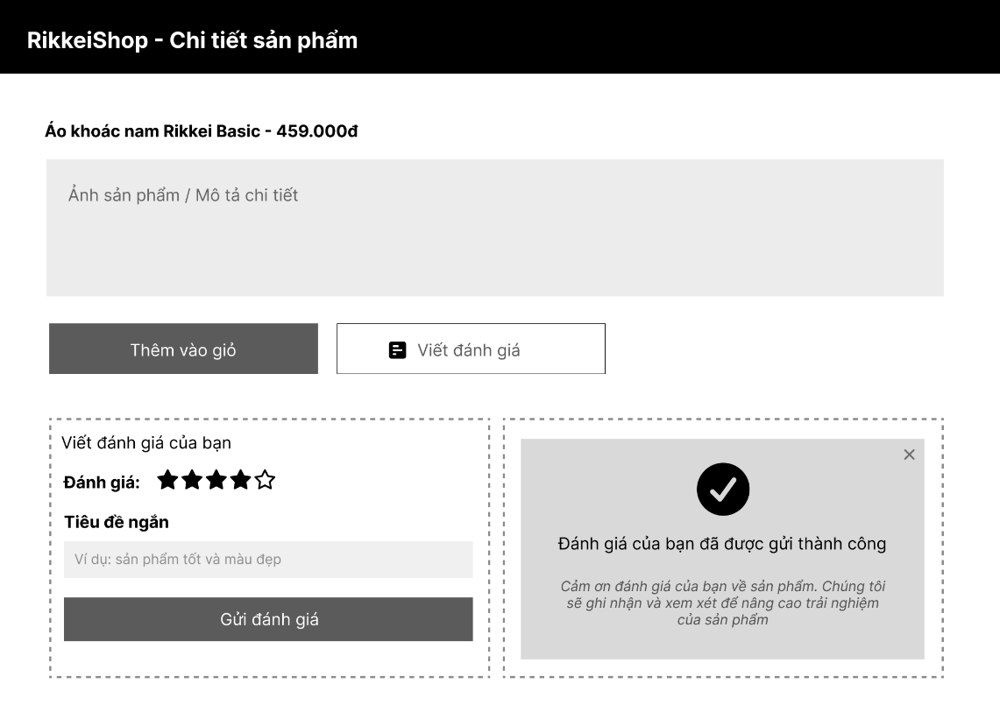 RikkeiShop - Chi tiết sản phẩm
Áo khoác nam Rikkei Basic - 459.000đ
Ảnh sản phẩm / Mô tả chi tiết
Thêm vào giỏ
Viết đánh giá
Viết đánh giá của bạn
Đánh giá:
Tiêu đề ngắn
Ví dụ: sản phẩm tốt và màu đẹp
Gửi đánh giá
Đánh giá của bạn đã được gửi thành công
Cảm ơn đánh giá của bạn về sản phẩm. Chúng tôi
sẽ ghi nhận và xem xét để nâng cao trải nghiệm
của sản phẩm